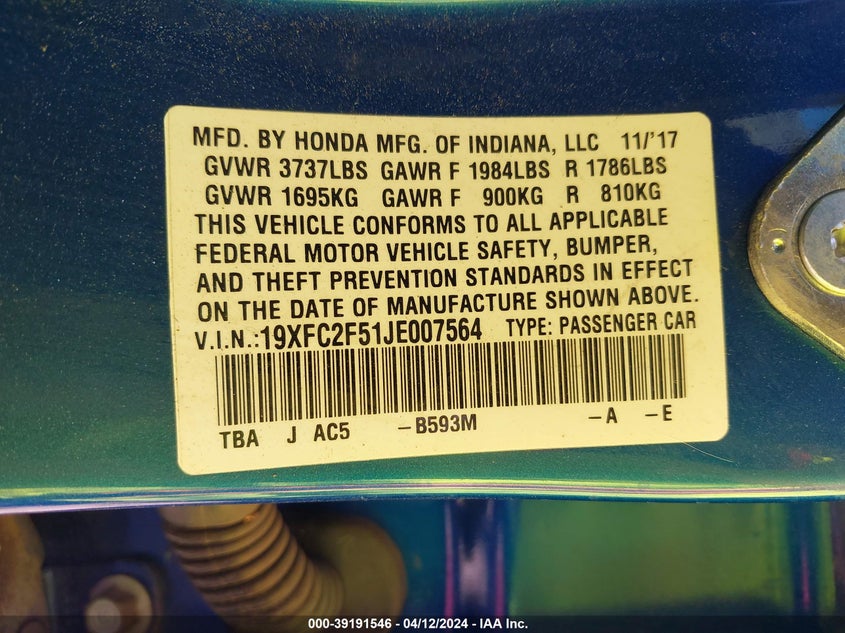 MFD. BY HONDA MFG. OF INDIANA, LLC 11/'17
GVWR 3737LBS GAWR F 1984LBS R 1786LBS
GVWR 1695KG GAWR F 900KG R 810KG
THIS VEHICLE CONFORMS TO ALL APPLICABLE
FEDERAL MOTOR VEHICLE SAFETY, BUMPER,
AND THEFT PREVENTION STANDARDS IN EFFECT
ON THE DATE OF MANUFACTURE SHOWN ABOVE.
V.I.N.:19XFC2F51JE007564 TYPE: PASSENGER CAR
TBA J AC5 -B593M -A -E
000-39191546 - 04/12/2024 - IAA Inc.